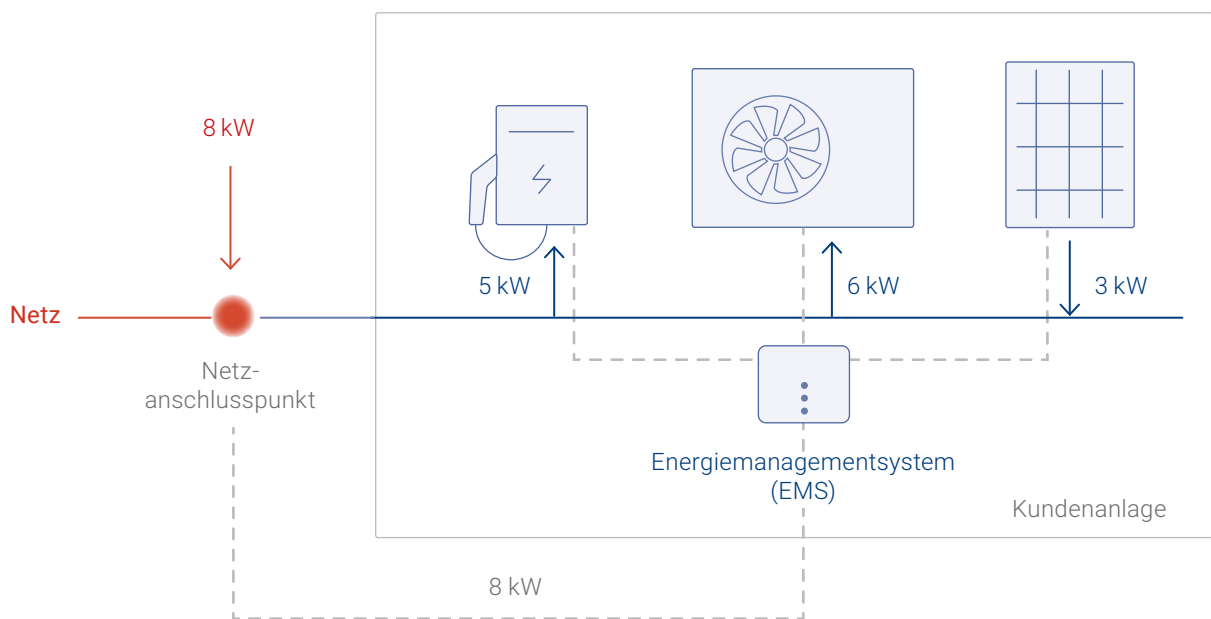 8 kW
5 kW
6 kW
3 kW
Netz
Netz-
anschlusspunkt
Energiemanagementsystem
(EMS)
Kundenanlage
8 kW